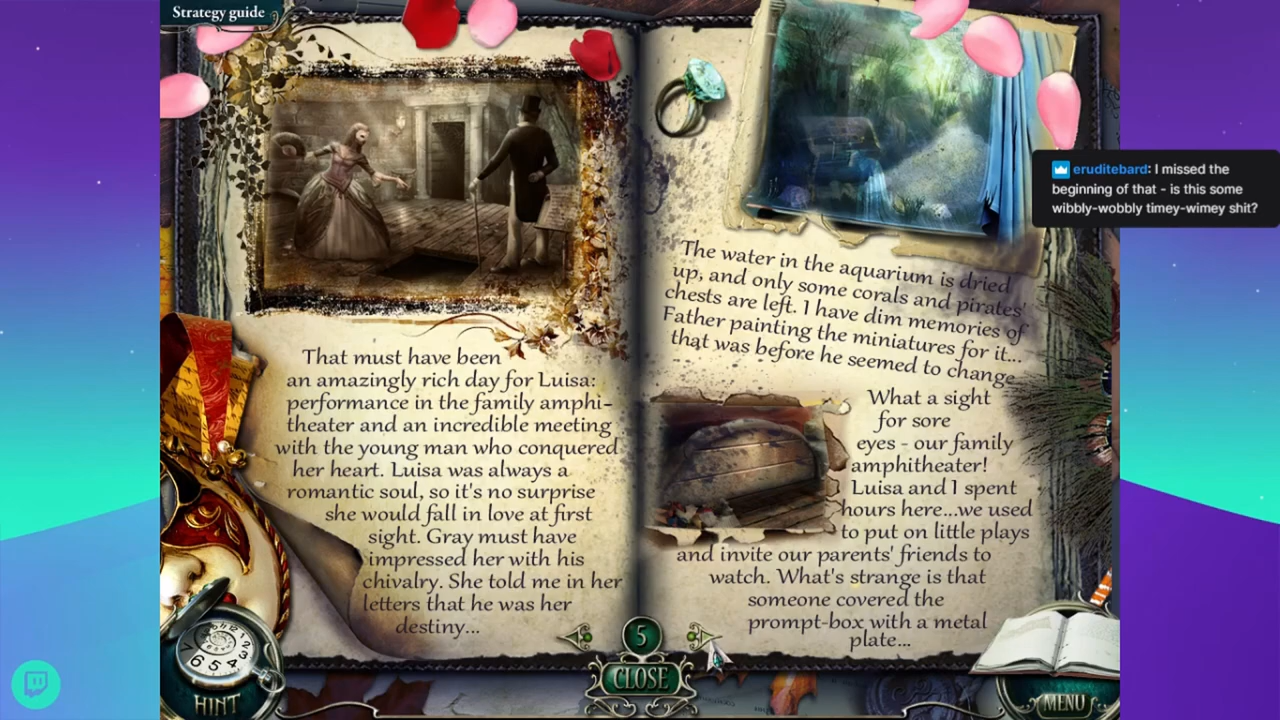 Strategy guide
That must have been
an amazingly rich day for Luisa:
performance in the family amphi-
theater and an incredible meeting
with the young man who conquered
her heart. Luisa was always a
romantic soul, so it's no surprise
she would fall in love at first
sight. Gray must have
impressed her with his
chivalry. She told me in her
letters that he was her
destiny...
The water in the aquarium is dried
up, and only some corals and pirates'
chests are left. I have dim memories of
Father painting the miniatures for it...
that was before he seemed to change...
What a sight
for sore
eyes - our family
amphitheater!
Luisa and I spent
hours here...we used
to put on little plays
and invite our parents' friends to
watch. What's strange is that
someone covered the
prompt-box with a metal
plate...
eruditebard: I missed the
beginning of that - is this some
wibbly-wobbly timey-wimey shit?
5
CLOSE
HINT
MENU